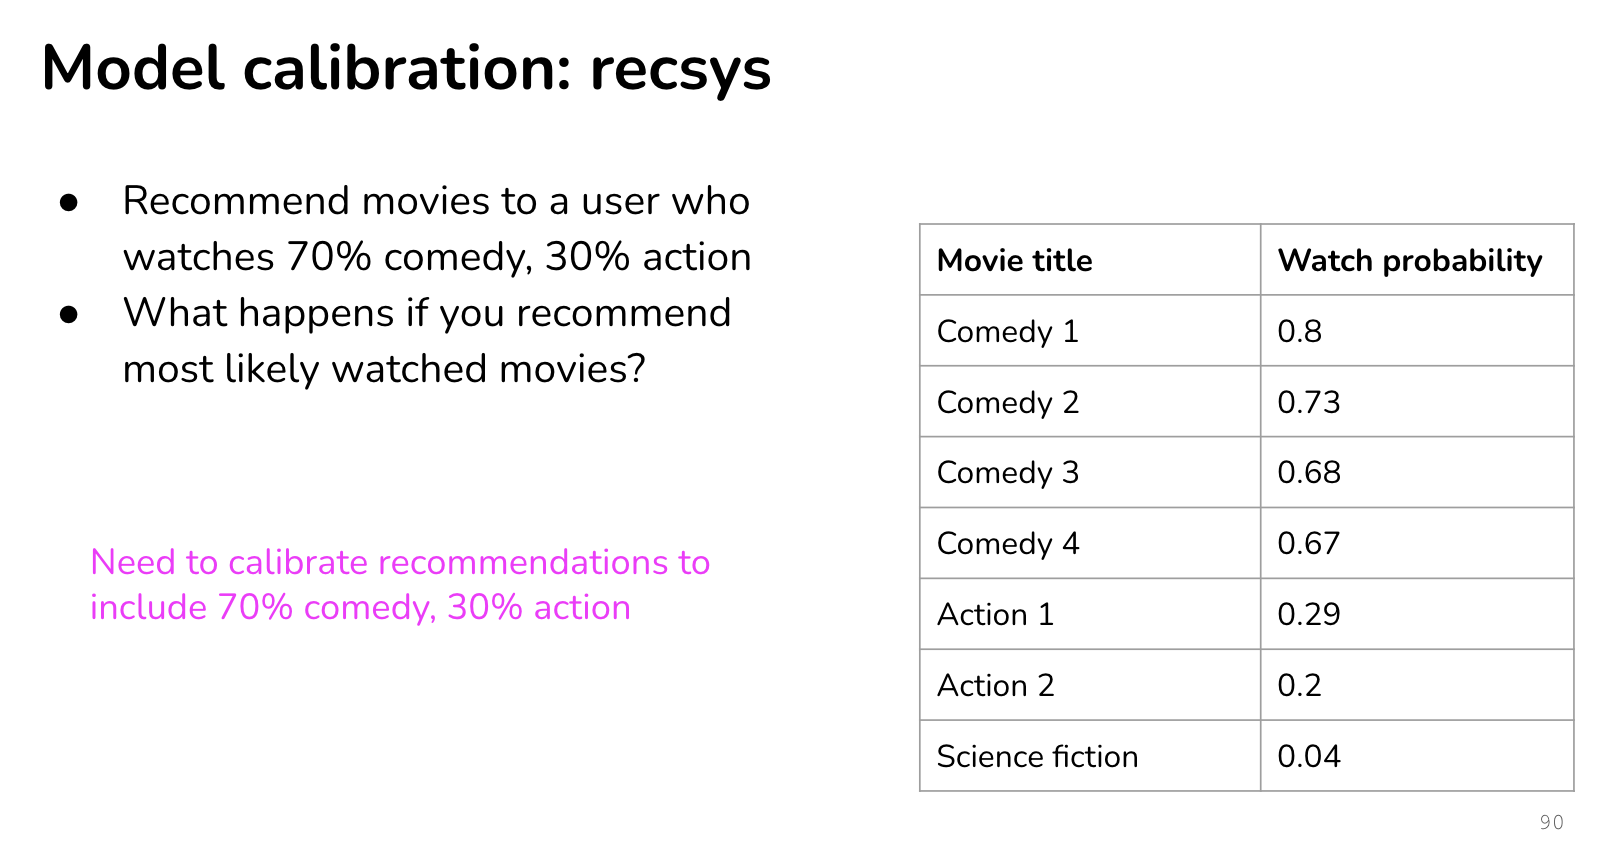 Model calibration: recsys
● Recommend movies to a user who
watches 70% comedy, 30% action
● What happens if you recommend
most likely watched movies?
Need to calibrate recommendations to
include 70% comedy, 30% action
Movie title Watch probability
Comedy 1 0.8
Comedy 2 0.73
Comedy 3 0.68
Comedy 4 0.67
Action 1 0.29
Action 2 0.2
Science fiction 0.04
90